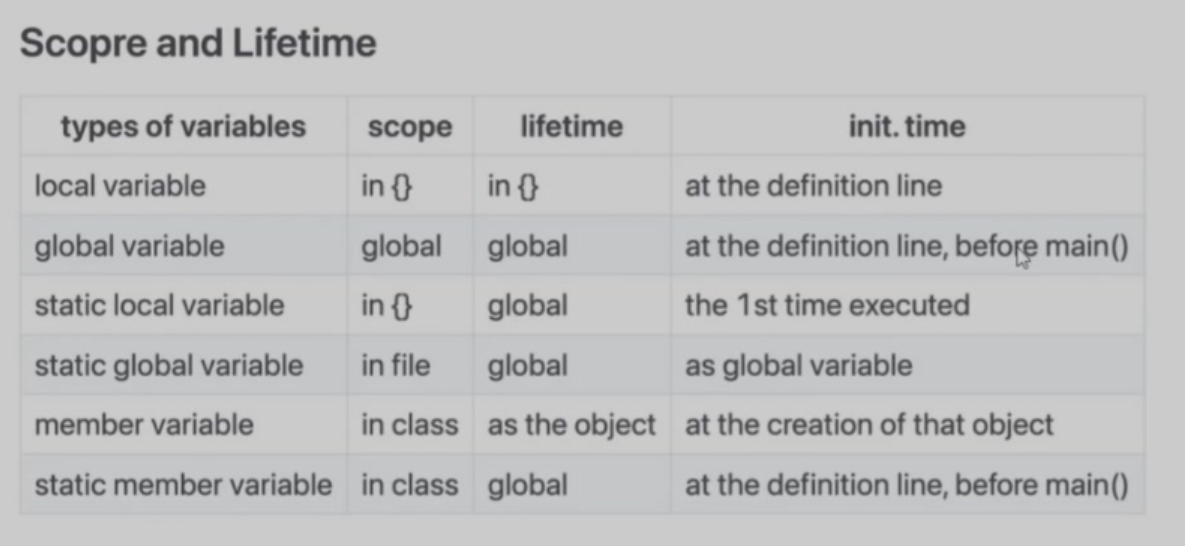 Scopre and Lifetime
types of variables scope lifetime init. time
local variable in {} in {} at the definition line
global variable global global at the definition line, before main()
static local variable in {} global the 1st time executed
static global variable in file global as global variable
member variable in class as the object at the creation of that object
static member variable in class global at the definition line, before main()